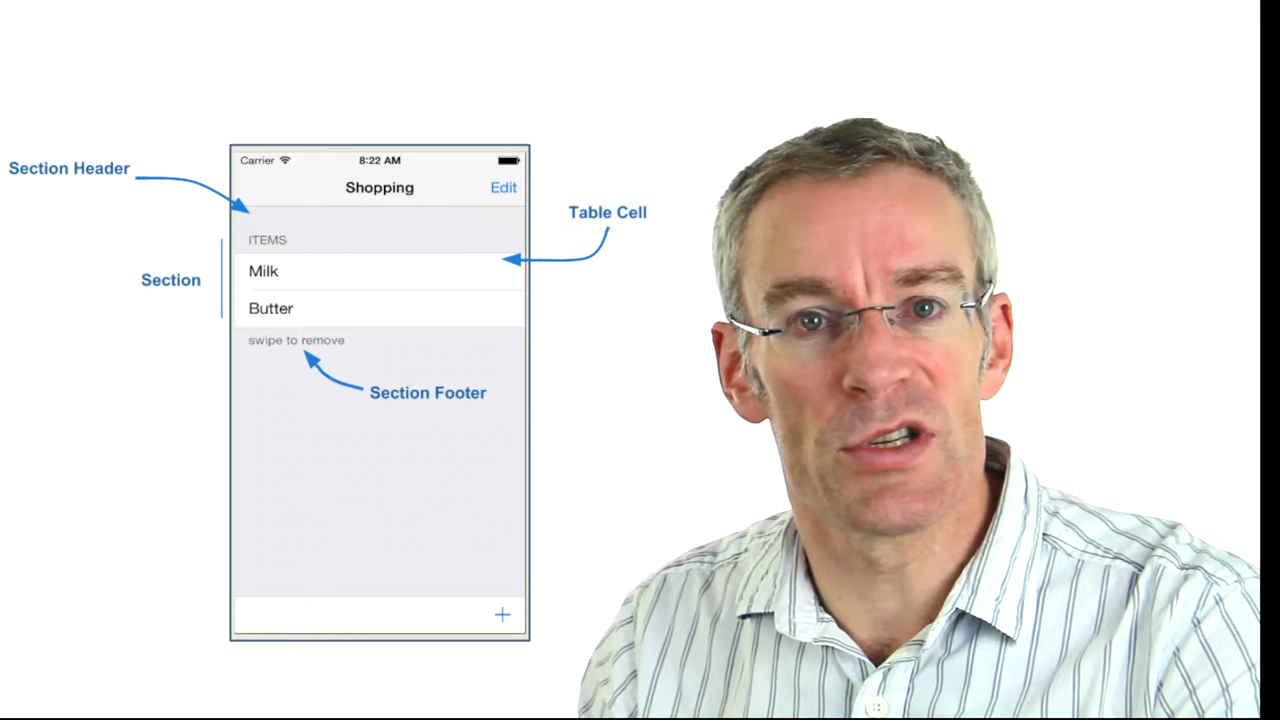 Section Header
Carrier 8:22 AM
Shopping Edit
Table Cell
ITEMS
Section
Milk
Butter
swipe to remove
Section Footer
+